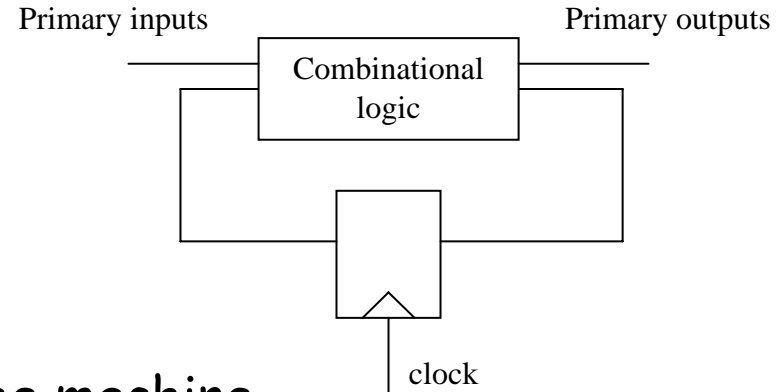 Primary inputs
Primary outputs
Combinational
logic
clock